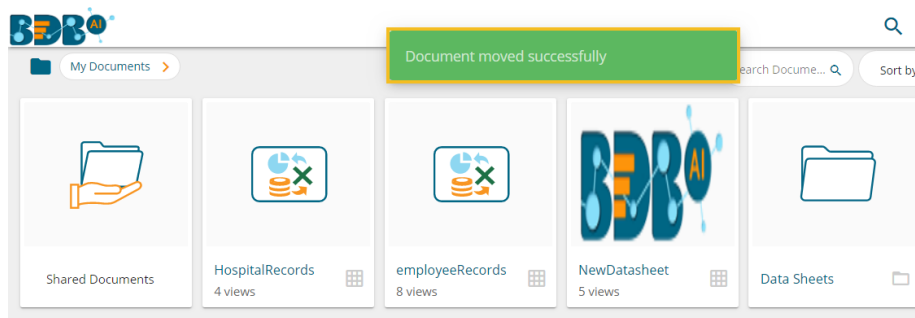 BDB AI
Document moved successfully
My Documents
earch Docume...
Sort by
BDB AI
Shared Documents
HospitalRecords
4 views
employeeRecords
8 views
NewDatasheet
5 views
Data Sheets